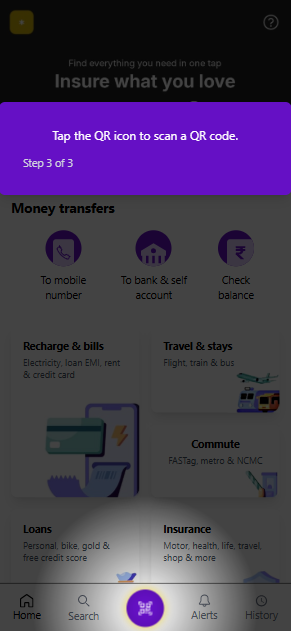 Find everything you need in one tap
Insure what you love
Tap the QR icon to scan a QR code.
Step 3 of 3
Money transfers
To mobile number
To bank & self account
Check balance
Recharge & bills
Electricity, loan EMI, rent
& credit card
Travel & stays
Flight, train & bus
Commute
FASTag, metro & NCMC
Loans
Personal, bike, gold &
free credit score
Insurance
Motor, health, life, travel,
shop & more
Home
Search
Alerts
History